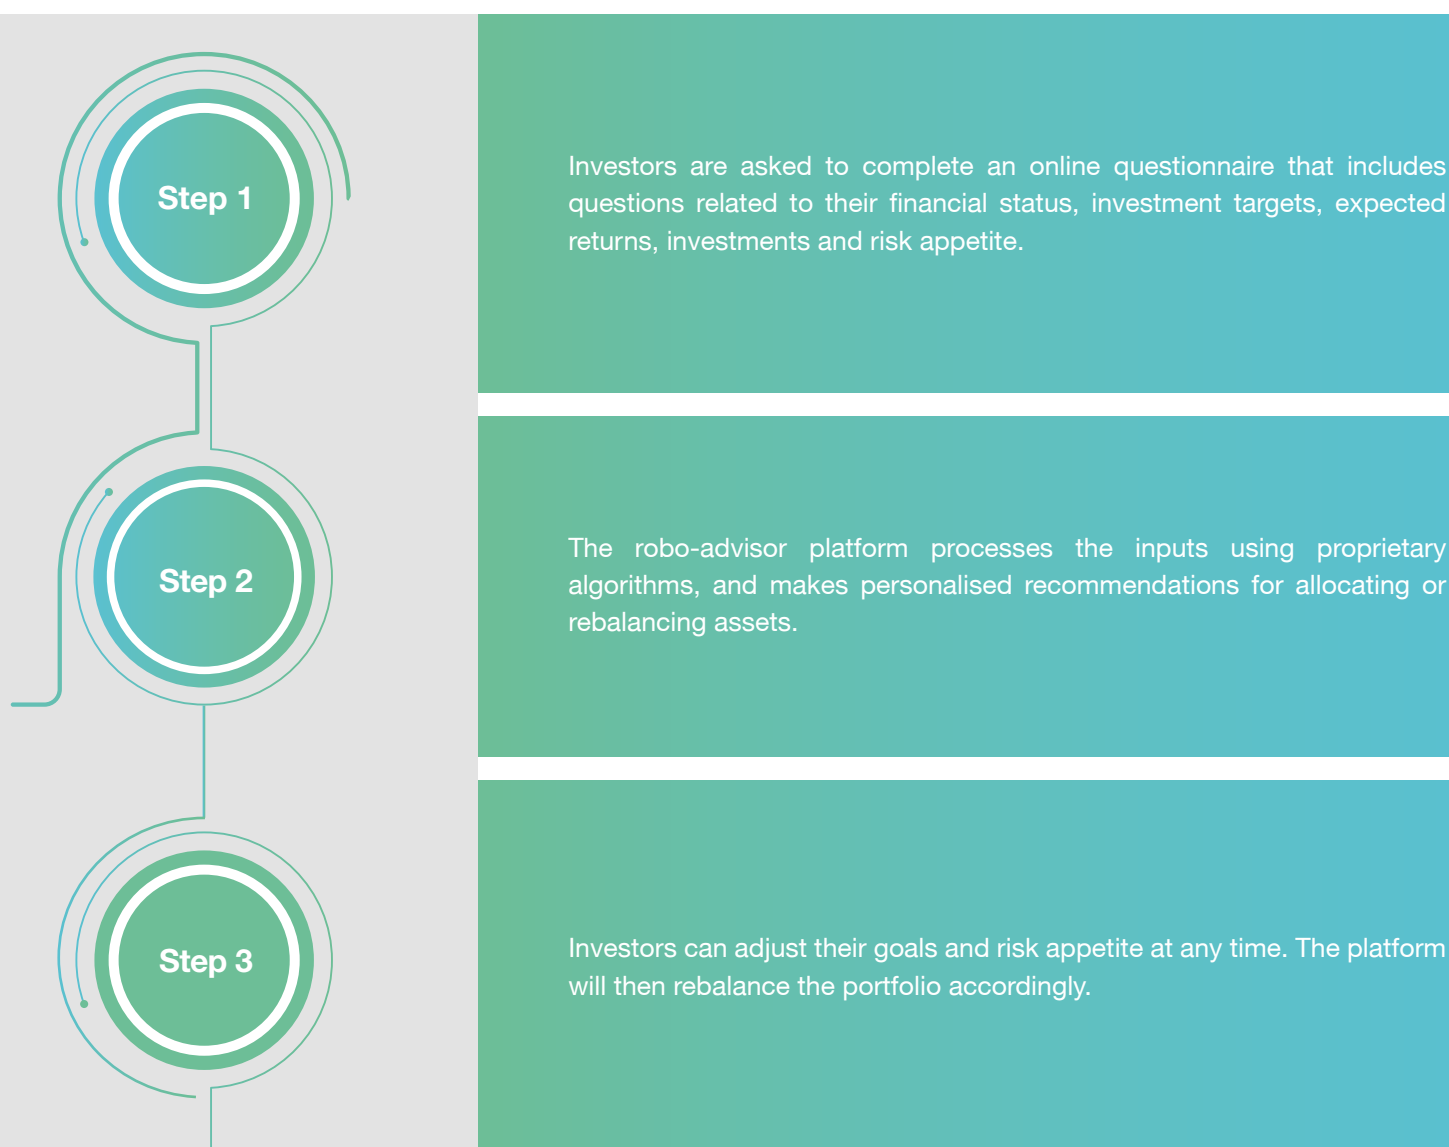 Step 1
Investors are asked to complete an online questionnaire that includes
questions related to their financial status, investment targets, expected
returns, investments and risk appetite.
Step 2
The robo-advisor platform processes the inputs using proprietary
algorithms, and makes personalised recommendations for allocating or
rebalancing assets.
Step 3
Investors can adjust their goals and risk appetite at any time. The platform
will then rebalance the portfolio accordingly.